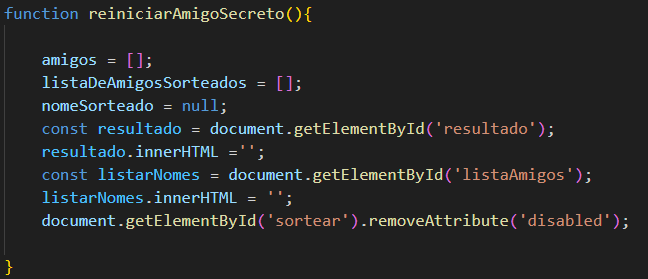 function reiniciarAmigoSecreto(){
amigos = [];
listaDeAmigosSorteados = [];
nomeSorteado = null;
const resultado = document.getElementById('resultado');
resultado.innerHTML ='';
const listarNomes = document.getElementById('listaAmigos');
listarNomes.innerHTML = '';
document.getElementById('sortear').removeAttribute('disabled');
}